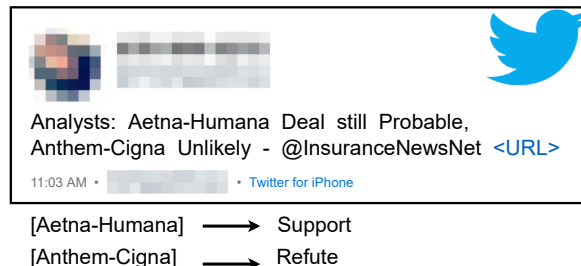 Analysts: Aetna-Humana Deal still Probable,
Anthem-Cigna Unlikely - @InsuranceNewsNet <URL>
11:03 AM • • Twitter for iPhone
[Aetna-Humana] → Support
[Anthem-Cigna] → Refute